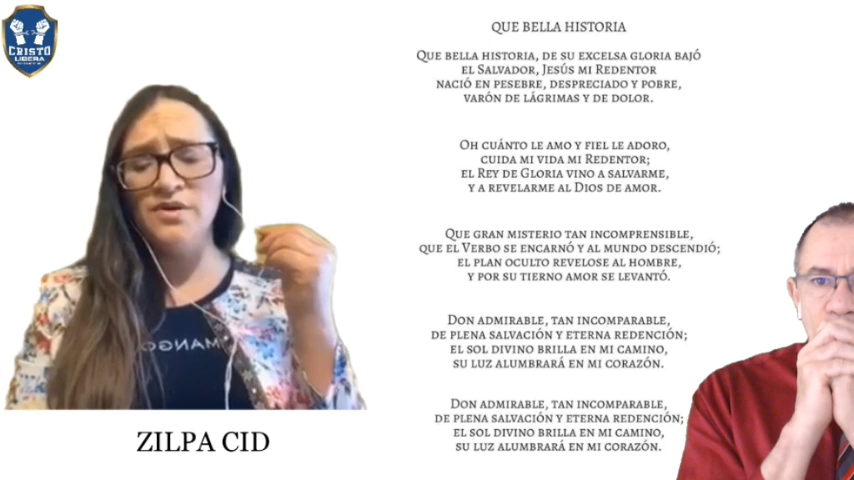 CRISTO
LIBERA
QUE BELLA HISTORIA
QUE BELLA HISTORIA, DE SU EXCELSA GLORIA BAJÓ
EL SALVADOR, JESÚS MI REDENTOR
NACIÓ EN PESEBRE, DESPRECIADO Y POBRE,
VARÓN DE LÁGRIMAS Y DE DOLOR.
OH CUÁNTO LE AMO Y FIEL LE ADORO,
CUIDA MI VIDA MI REDENTOR;
EL REY DE GLORIA VINO A SALVARME,
Y A REVELARME AL DIOS DE AMOR.
QUE GRAN MISTERIO TAN INCOMPRENSIBLE,
QUE EL VERBO SE ENCARNÓ Y AL MUNDO DESCENDIÓ;
EL PLAN OCULTO REVELOSE AL HOMBRE,
Y POR SU TIERNO AMOR SE LEVANTÓ.
DON ADMIRABLE, TAN INCOMPARABLE,
DE PLENA SALVACIÓN Y ETERNA REDENCIÓN;
EL SOL DIVINO BRILLA EN MI CAMINO,
SU LUZ ALUMBRARÁ EN MI CORAZÓN.
DON ADMIRABLE, TAN INCOMPARABLE,
DE PLENA SALVACIÓN Y ETERNA REDENCIÓN;
EL SOL DIVINO BRILLA EN MI CAMINO,
SU LUZ ALUMBRARÁ EN MI CORAZÓN.
MANGO
ZILPA CID